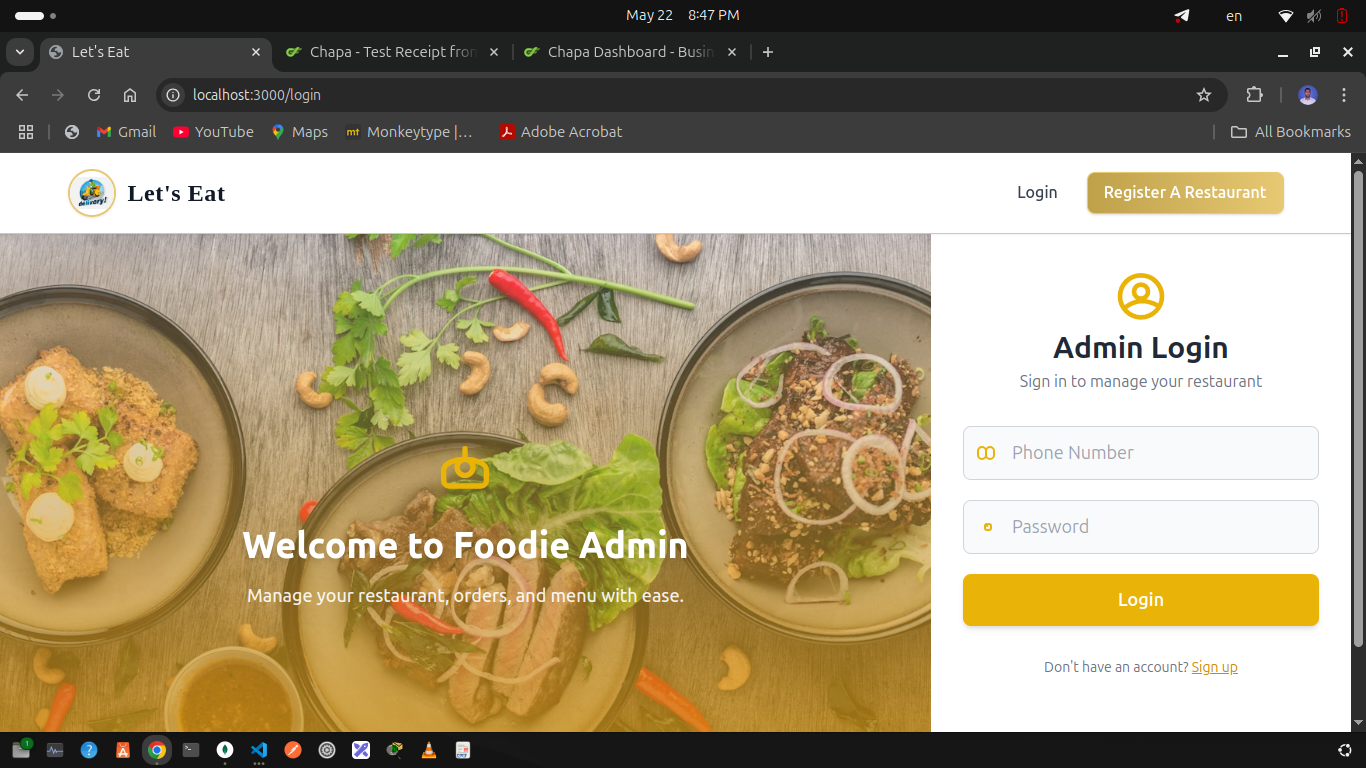 May 22 8:47 PM
en
Let's Eat
Chapa - Test Receipt fron
Chapa Dashboard - Busin
localhost:3000/login
Gmail
YouTube
Maps
mt
Monkeytype |...
Adobe Acrobat
All Bookmarks
delivery!
Let's Eat
Login
Register A Restaurant
Admin Login
Sign in to manage your restaurant
Phone Number
Password
Login
Don't have an account? Sign up
Welcome to Foodie Admin
Manage your restaurant, orders, and menu with ease.
1